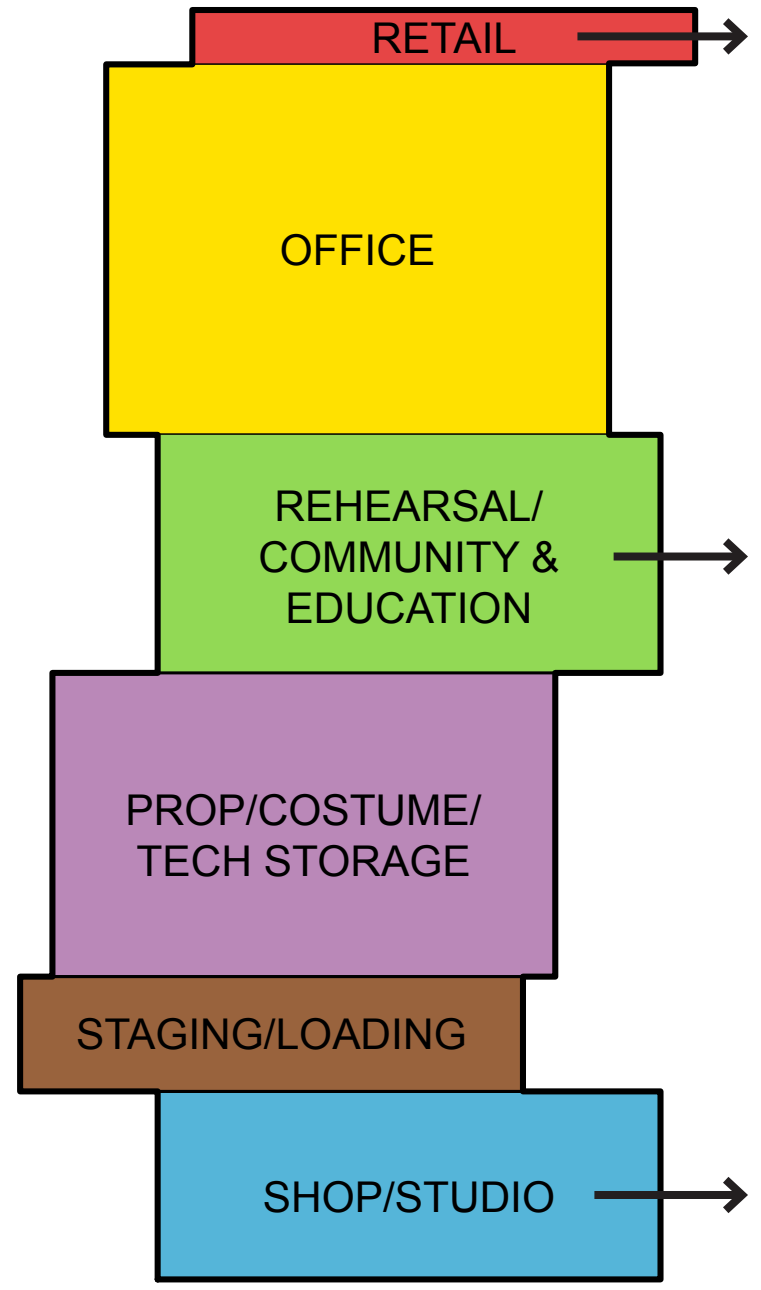 RETAIL
OFFICE
REHEARSAL/
COMMUNITY &
EDUCATION
PROP/COSTUME/
TECH STORAGE
STAGING/LOADING
SHOP/STUDIO